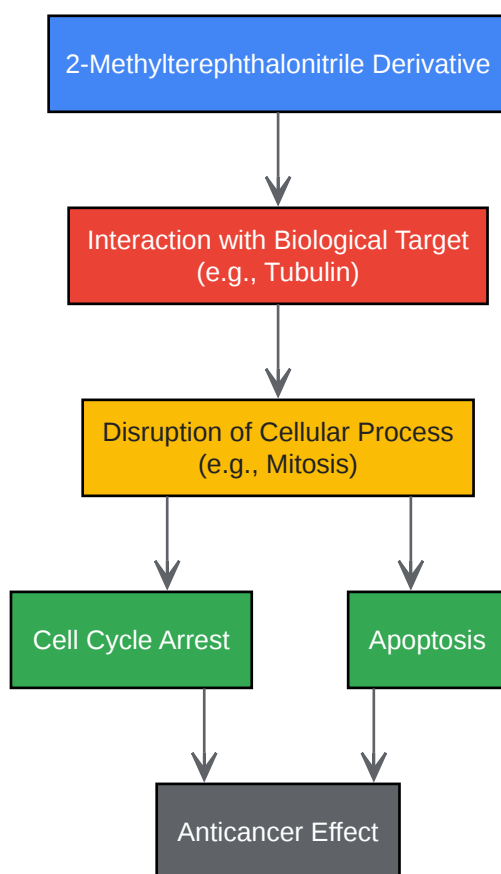 2-Methylterephthalonitrile Derivative
Interaction with Biological Target
(e.g., Tubulin)
Disruption of Cellular Process
(e.g., Mitosis)
Cell Cycle Arrest
Apoptosis
Anticancer Effect